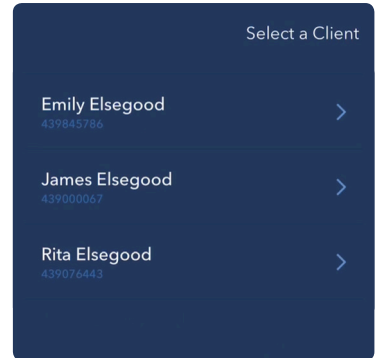 Select a Client
Emily Elsegood
439845786
James Elsegood
439000067
Rita Elsegood
439076443